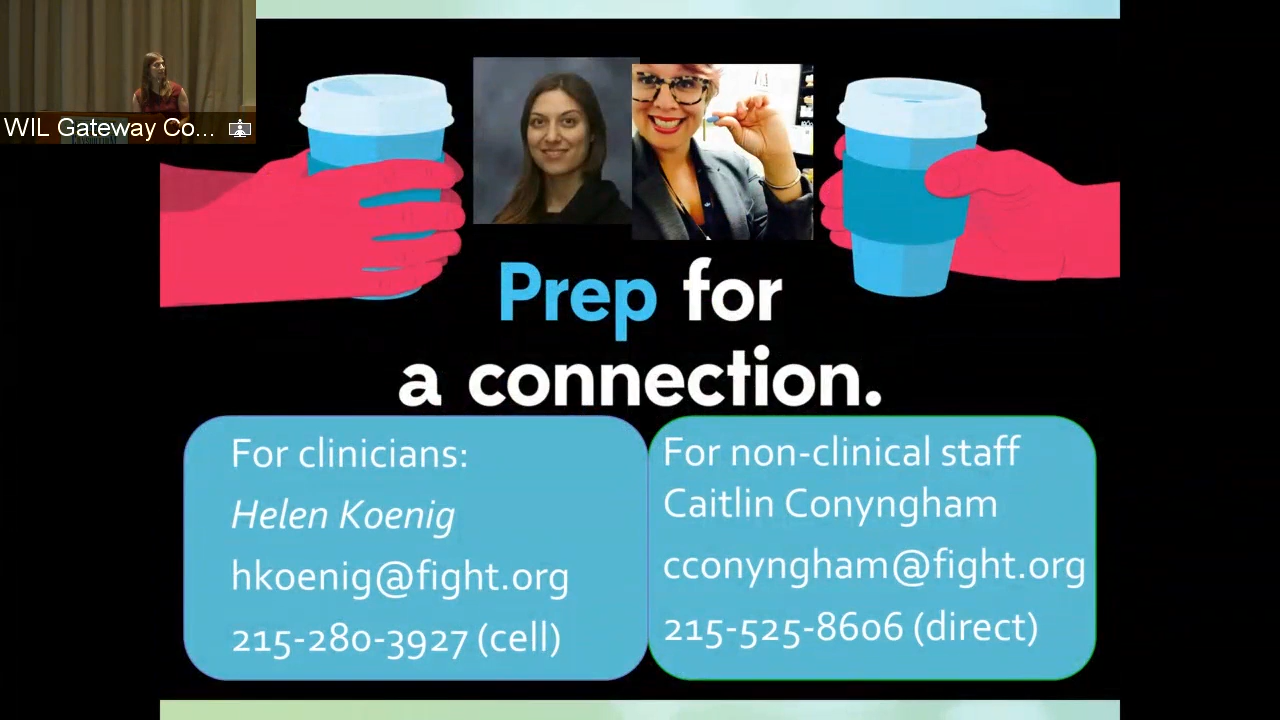 WIL Gateway Co...
Prep for
a connection.
For clinicians:
Helen Koenig
hkoenig@fight.org
215-280-3927 (cell)
For non-clinical staff
Caitlin Conyngham
cconyngham@fight.org
215-525-8606 (direct)